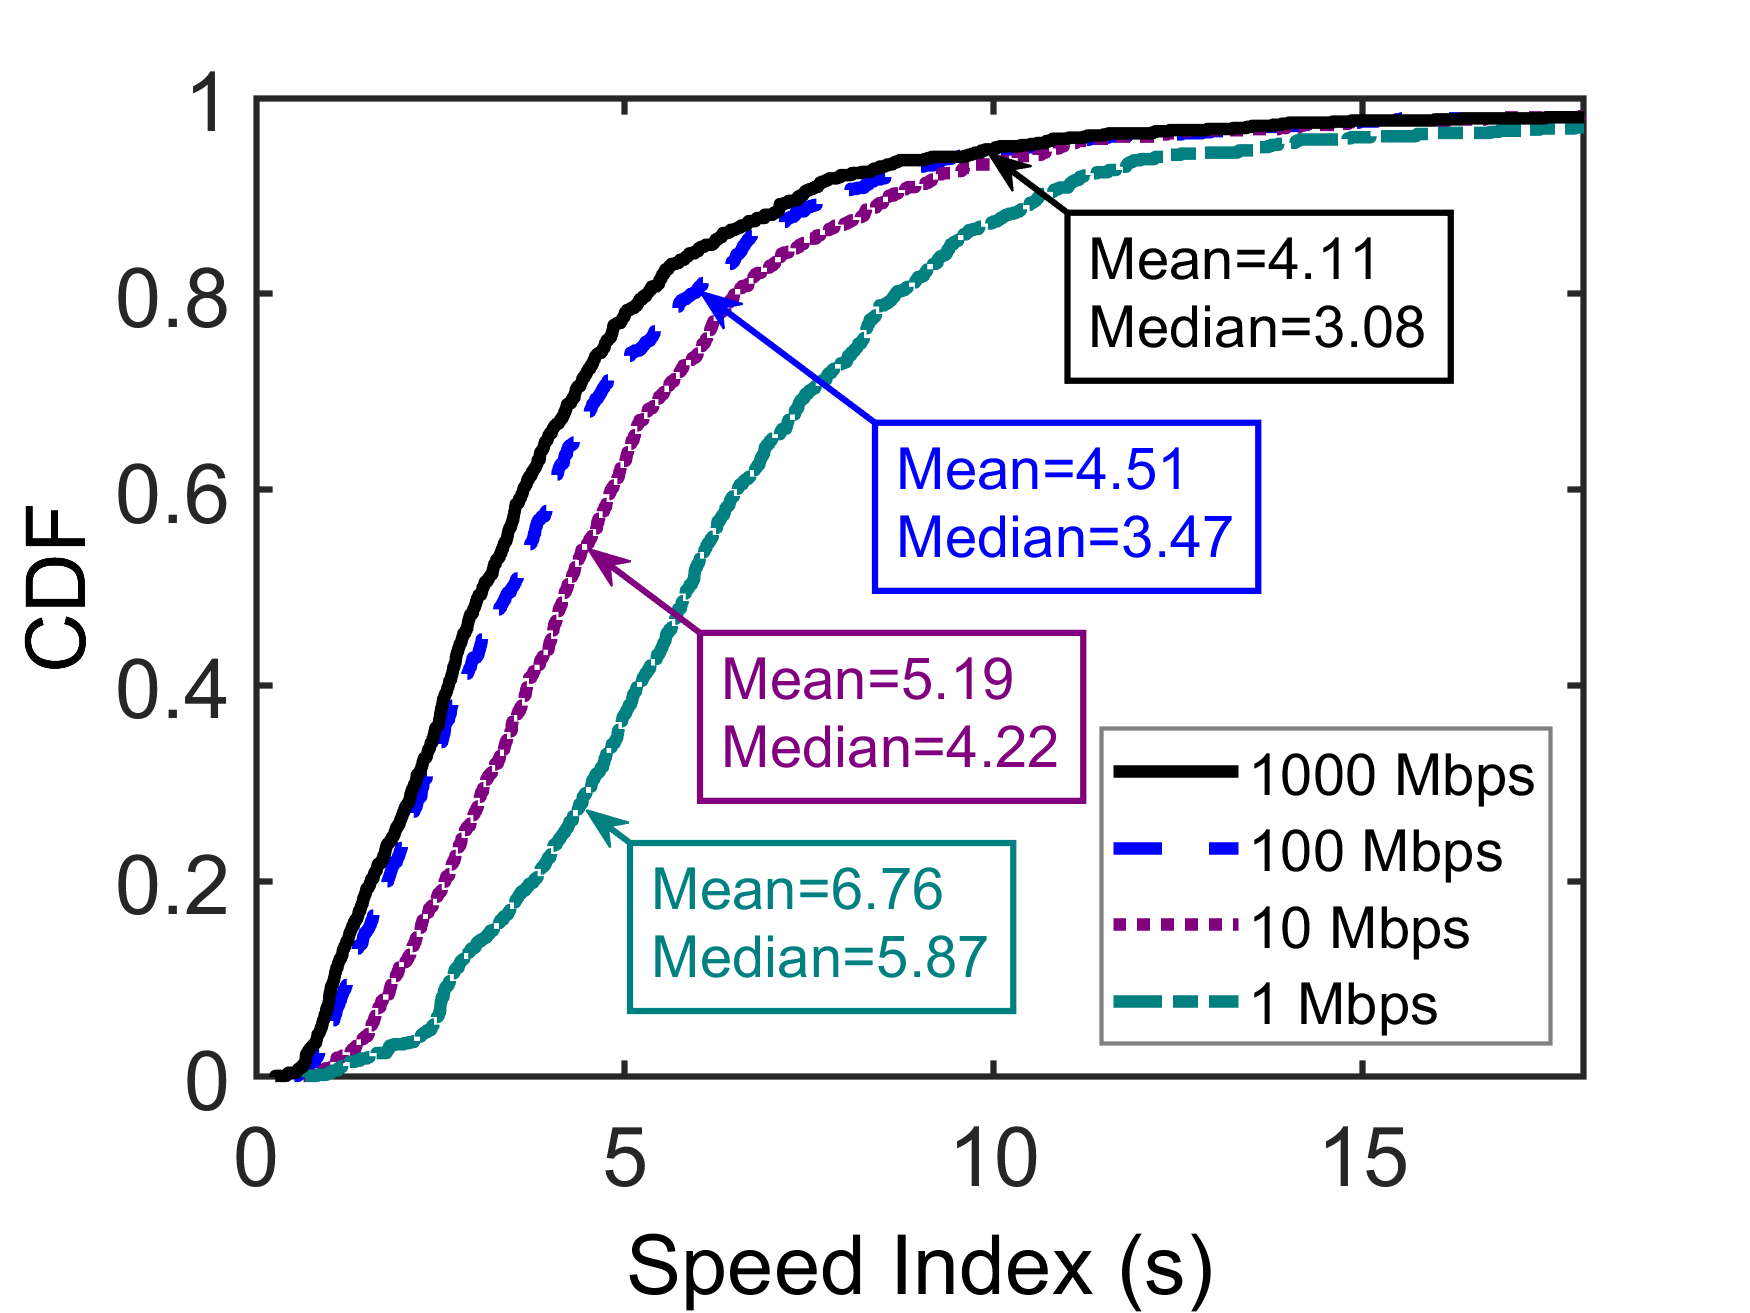 1
0.8
0.6
0.4
0.2
0
CDF
0
5
10
15
Speed Index (s)
Mean=4.11
Median=3.08
Mean=4.51
Median=3.47
Mean=5.19
Median=4.22
Mean=6.76
Median=5.87
1000 Mbps
100 Mbps
10 Mbps
1 Mbps